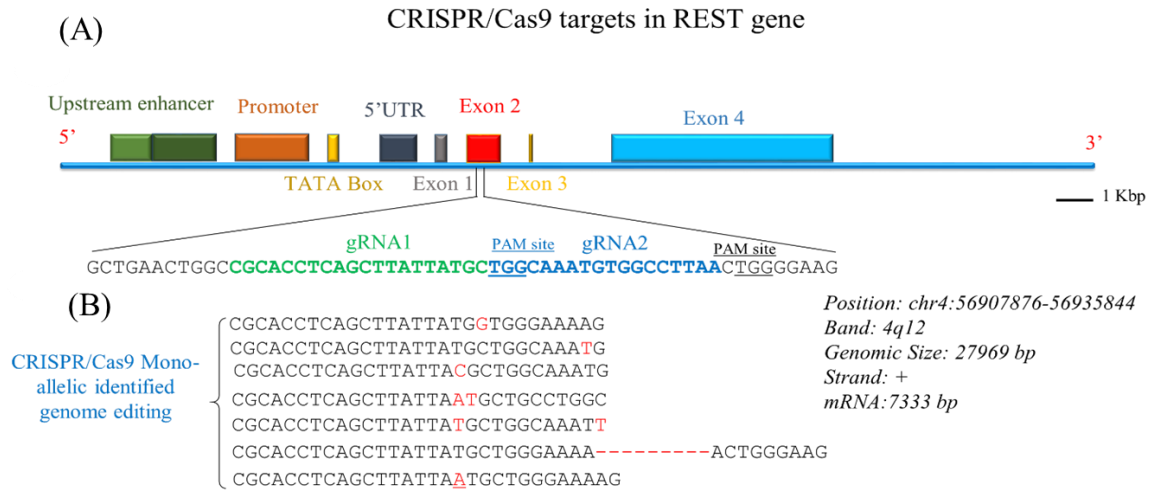 CRISPR/Cas9 targets in REST gene
(A)
Upstream enhancer
Promoter
5'UTR
Exon 2
Exon 4
5'
3'
TATA Box
Exon 1
Exon 3
1 Kbp
gRNA1
PAM site
gRNA2
PAM site
GCTGAACTGGCCGCACCTCAGCTTATTATGCTGGCAAATGTGGCCTTAACTGGGGAAG
(B)
CRISPR/Cas9 Mono-
allelic identified
genome editing
CGCACCTCAGCTTATTATGGTGGGAAAAG
CGCACCTCAGCTTATTATGCTGGCAAATG
CGCACCTCAGCTTATTACGCTGGCAAATG
CGCACCTCAGCTTATTAATGCTGCCTGGC
CGCACCTCAGCTTATTATGCTGGCAAATT
CGCACCTCAGCTTATTATGCTGGGAAAA---------ACTGGGAAG
CGCACCTCAGCTTATTAATGCTGGGAAAAG
Position: chr4:56907876-56935844
Band: 4q12
Genomic Size: 27969 bp
Strand: +
mRNA:7333 bp